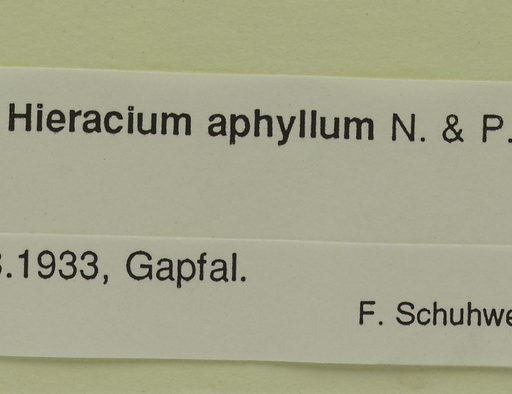 Hieracium aphyllum N. & P.
.1933, Gapfal.
F. Schuhwe